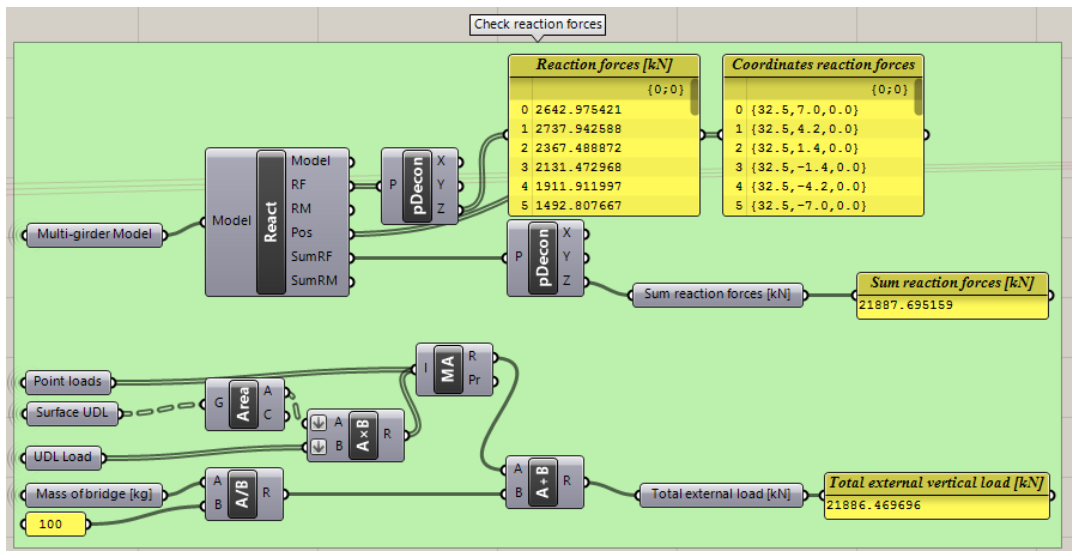 Check reaction forces
Reaction forces [kN]
{0;0}
0 2642.975421
1 2737.942588
2 2367.488872
3 2131.472968
4 1911.911997
5 1492.807667
Coordinates reaction forces
{0;0}
0 {32.5,7.0,0.0}
1 {32.5,4.2,0.0}
2 {32.5,1.4,0.0}
3 {32.5,-1.4,0.0}
4 {32.5,-4.2,0.0}
5 {32.5,-7.0,0.0}
Multi-girder Model
Model
React
Model
RF
RM
Pos
SumRF
SumRM
P
pDecon
X
Y
Z
P
pDecon
X
Y
Z
Sum reaction forces [kN]
Sum reaction forces [kN]
21887.695159
Point loads
Surface UDL
UDL Load
Mass of bridge [kg]
100
G
Area
A
C
A
B
A×B
R
I
MA
R
Pr
A
B
A/B
R
A
B
A+B
R
Total external load [kN]
Total external vertical load [kN]
21886.469696